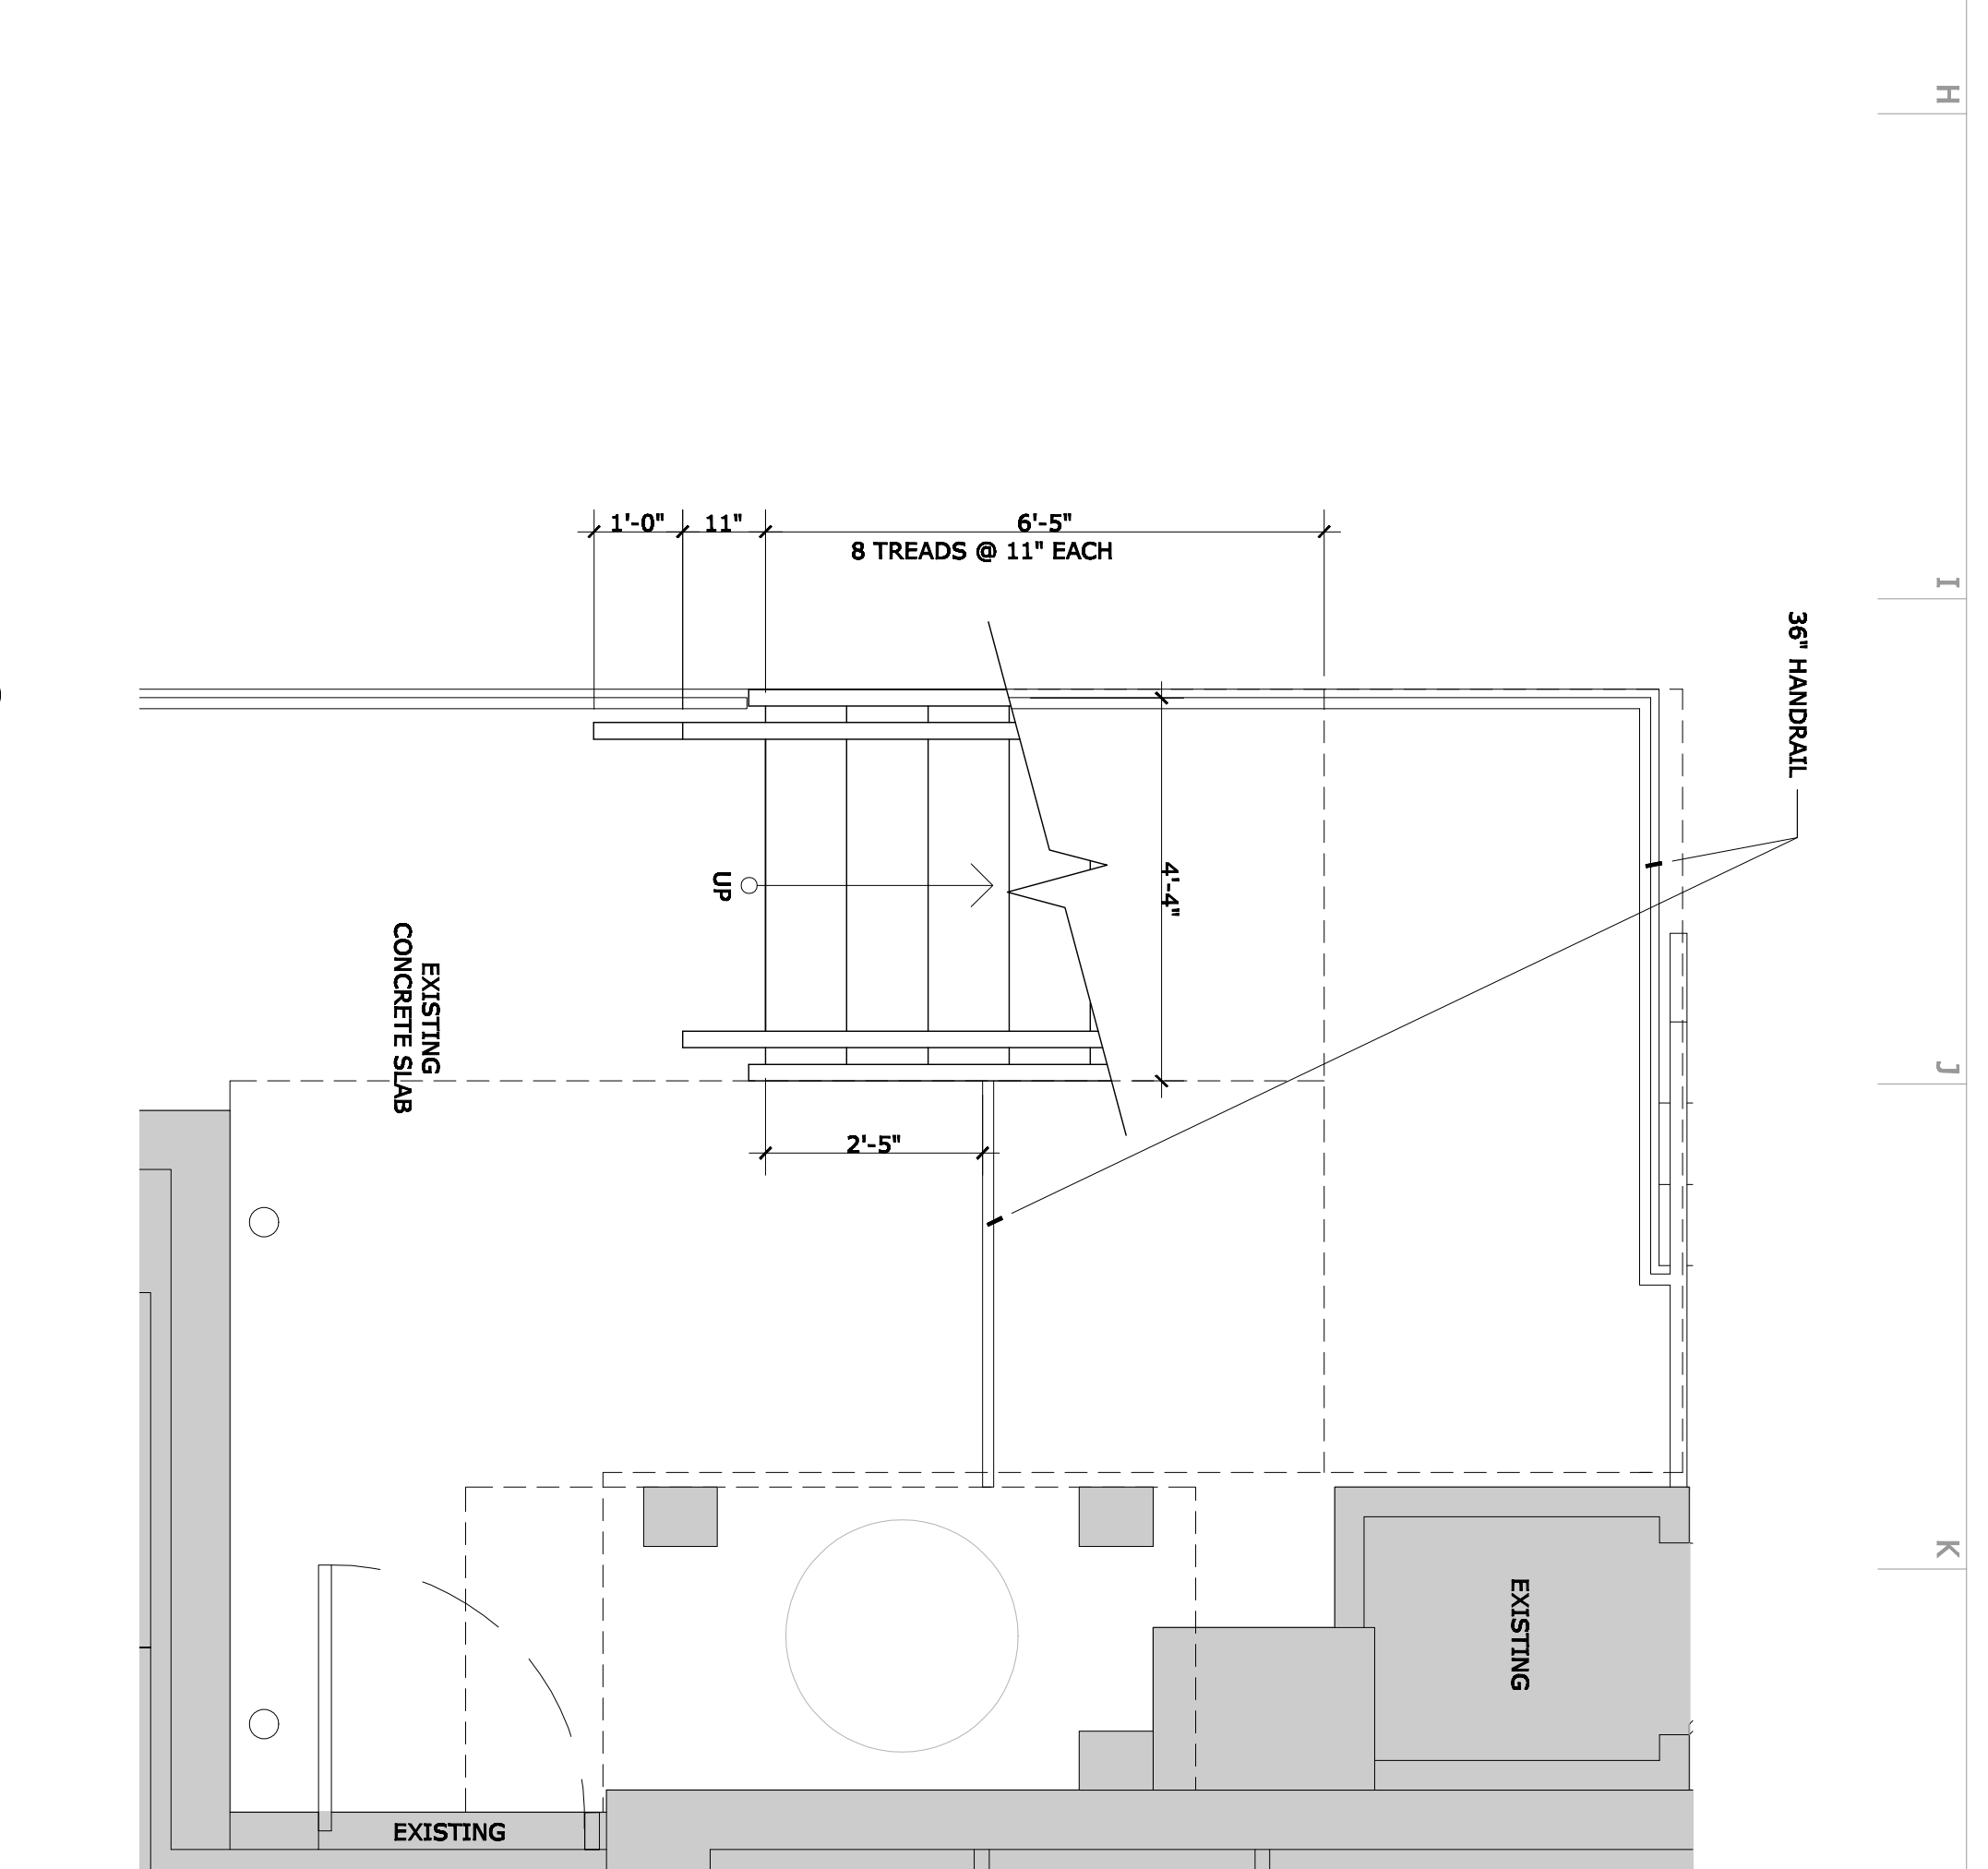 H
1'-0"
11"
6'-5"
8 TREADS @ 11" EACH
I
36" HANDRAIL
4'-4"
UP
EXISTING
CONCRETE SLAB
J
2'-5"
K
EXISTING
EXISTING